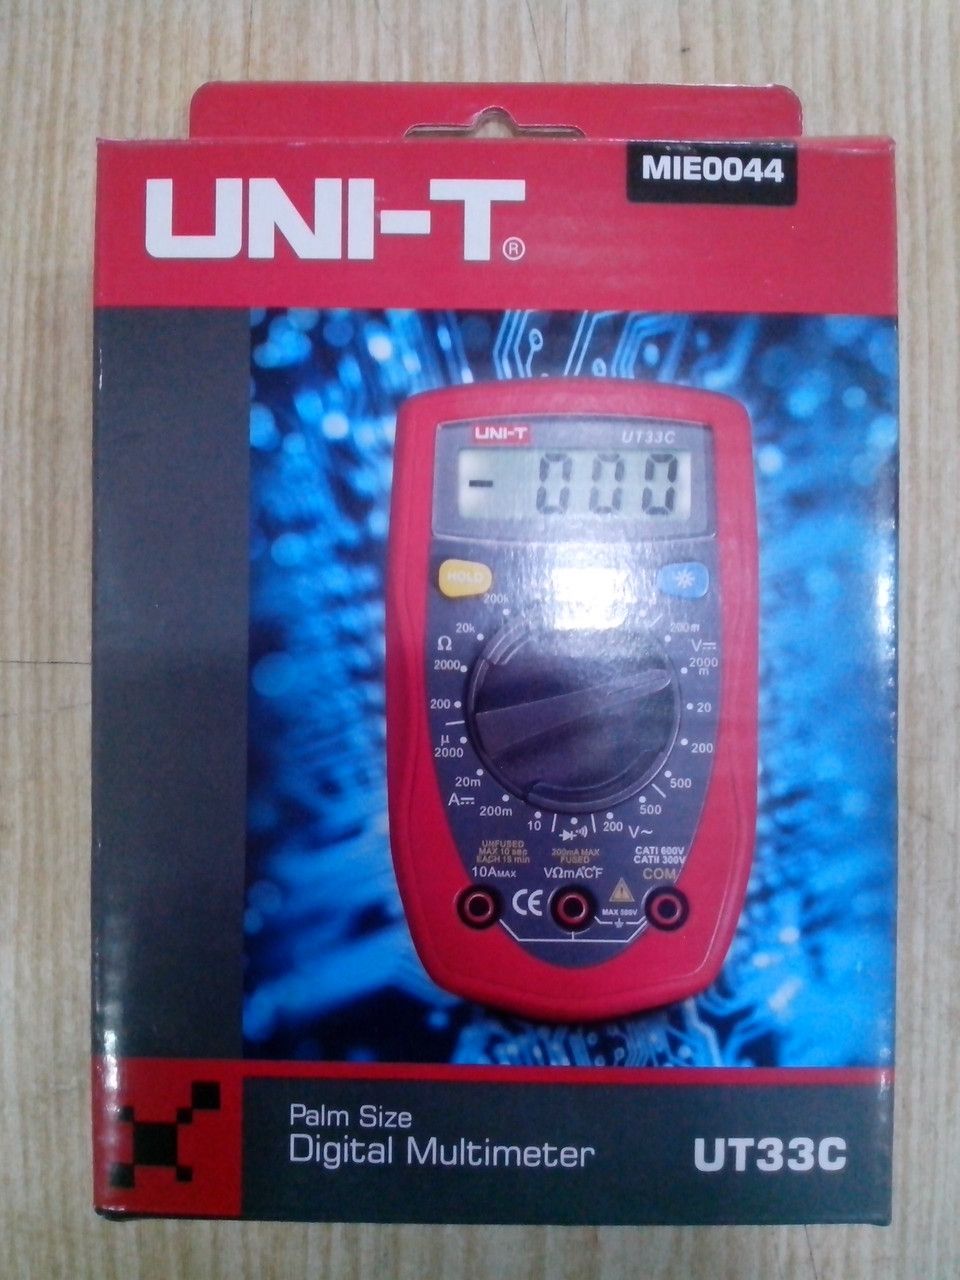 MIE0044
UNI-T®
UNI-T UT33C
- 000
HOLD
200k
20k
Ω
2000
200
μ
2000
20m
A
200m
10
200m
V
2000
m
20
200
500
500
200 V~
UNFUSED
MAX 10 sec
EACH 15 min
10AMAX
200mA MAX
FUSED
VΩmA°C°F
CATI 600V
CATII 300V
COM
CE
MAX 500V
Palm Size
Digital Multimeter
UT33C